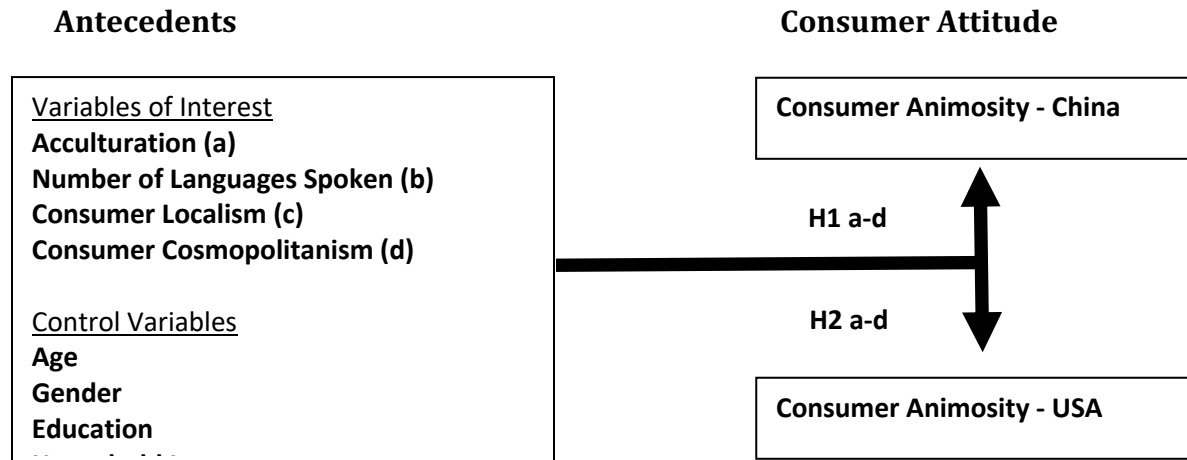 Antecedents
Consumer Attitude
Variables of Interest
Acculturation (a)
Number of Languages Spoken (b)
Consumer Localism (c)
Consumer Cosmopolitanism (d)
Control Variables
Age
Gender
Education
Consumer Animosity - China
H1 a-d
H2 a-d
Consumer Animosity - USA